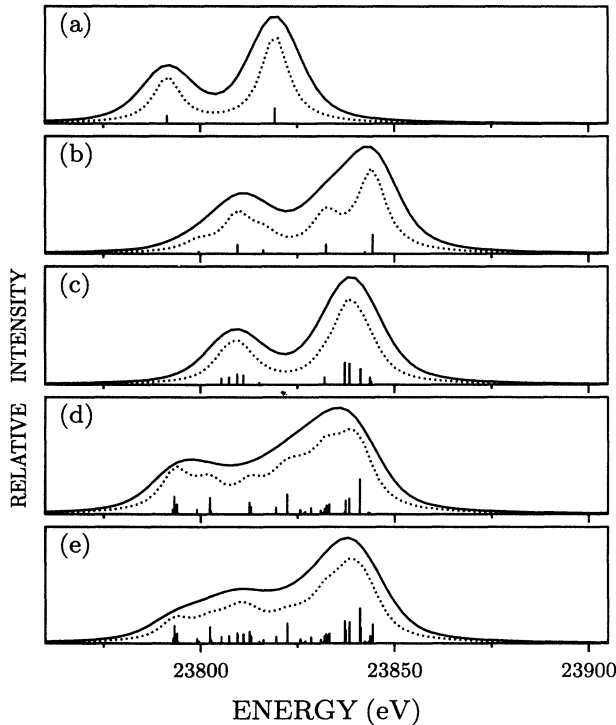 (a)
(b)
(c)
(d)
(e)
RELATIVE INTENSITY
23800
23850
23900
ENERGY (eV)